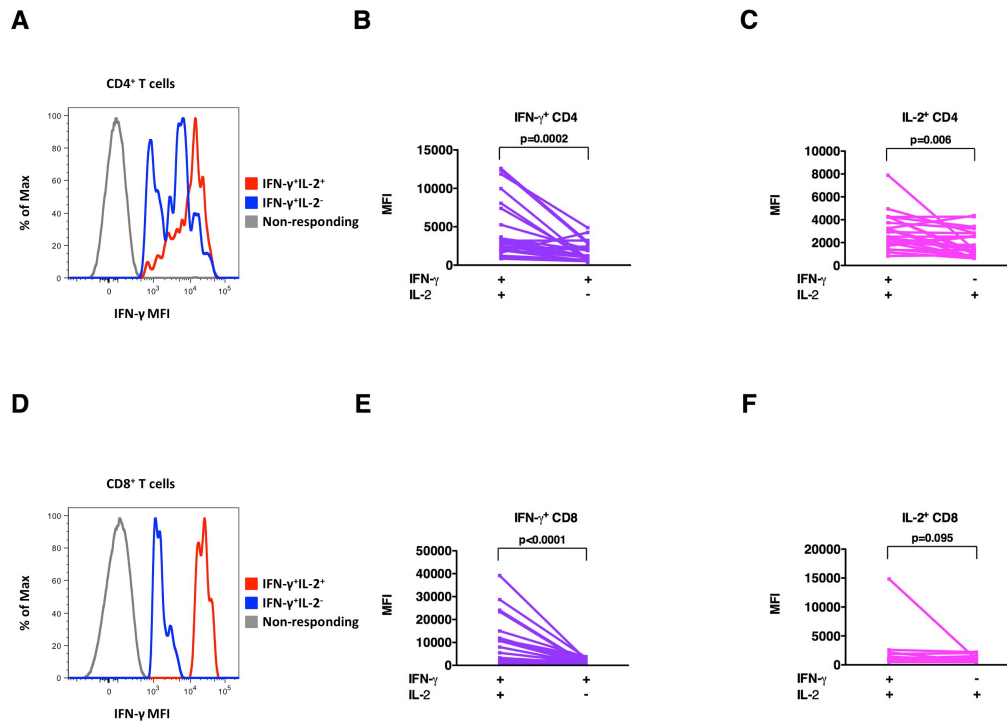 A
B
C
CD4⁺ T cells
% of Max
100
80
60
40
20
0
0
10³
10⁴
10⁵
IFN-γ MFI
IFN-γ⁺IL-2⁺
IFN-γ⁺IL-2⁻
Non-responding
IFN-γ⁺ CD4
p=0.0002
MFI
15000
10000
5000
0
IFN-γ + +
IL-2 + -
IL-2⁺ CD4
p=0.006
MFI
10000
8000
6000
4000
2000
0
IFN-γ + -
IL-2 + +
D
E
F
CD8⁺ T cells
% of Max
100
80
60
40
20
0
0
10³
10⁴
10⁵
IFN-γ MFI
IFN-γ⁺IL-2⁺
IFN-γ⁺IL-2⁻
Non-responding
IFN-γ⁺ CD8
p<0.0001
MFI
50000
40000
30000
20000
10000
0
IFN-γ + +
IL-2 + -
IL-2⁺ CD8
p=0.095
MFI
20000
15000
10000
5000
0
IFN-γ + -
IL-2 + +